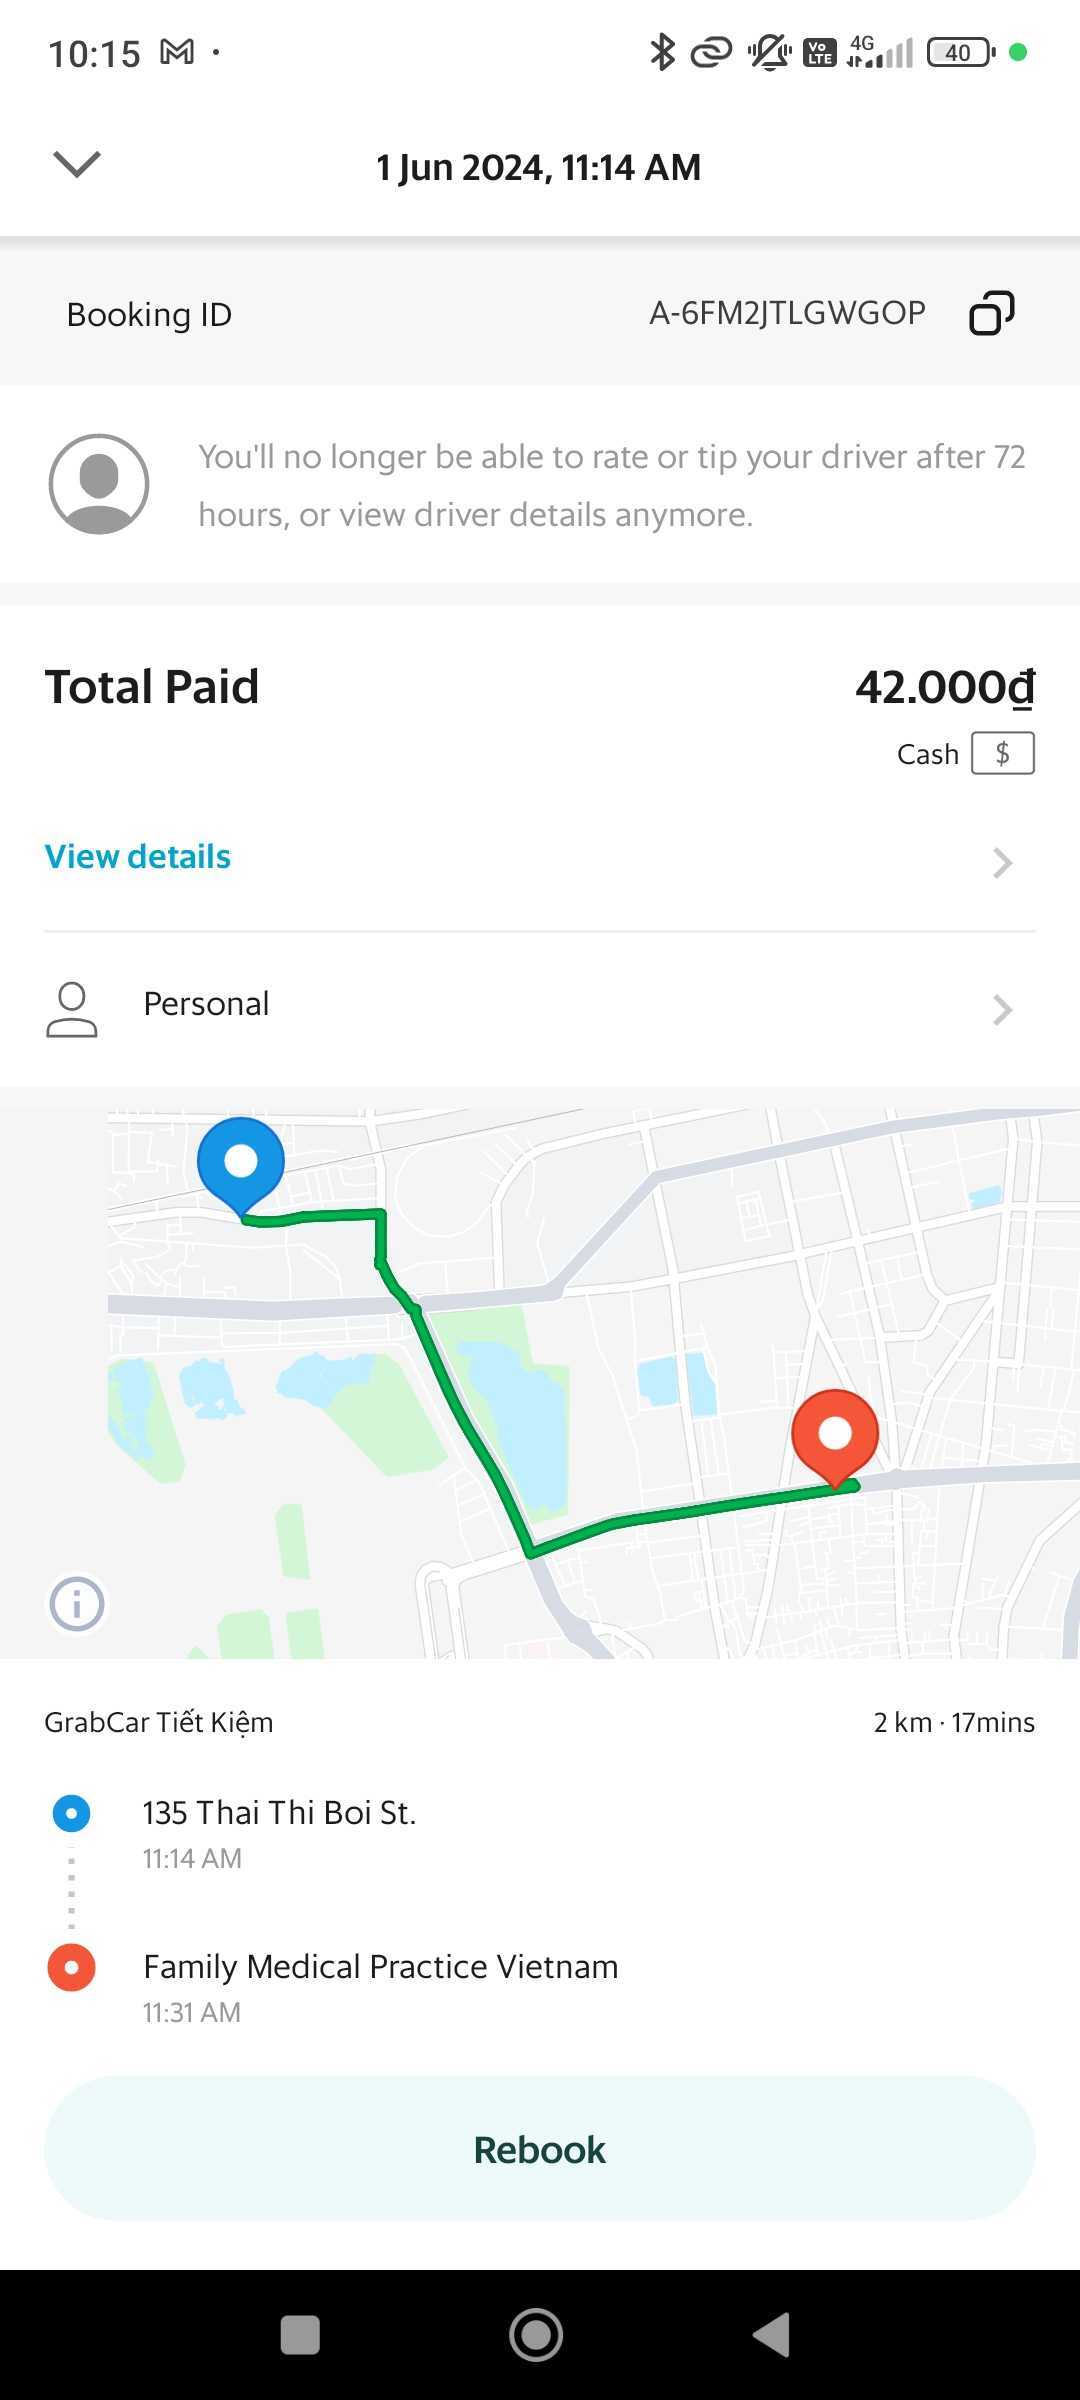 10:15
Vo LTE 4G 40
1 Jun 2024, 11:14 AM
Booking ID A-6FM2JTLGWGOP
You'll no longer be able to rate or tip your driver after 72
hours, or view driver details anymore.
Total Paid 42.000₫
Cash $
View details
Personal
GrabCar Tiết Kiệm 2 km · 17mins
135 Thai Thi Boi St.
11:14 AM
Family Medical Practice Vietnam
11:31 AM
Rebook